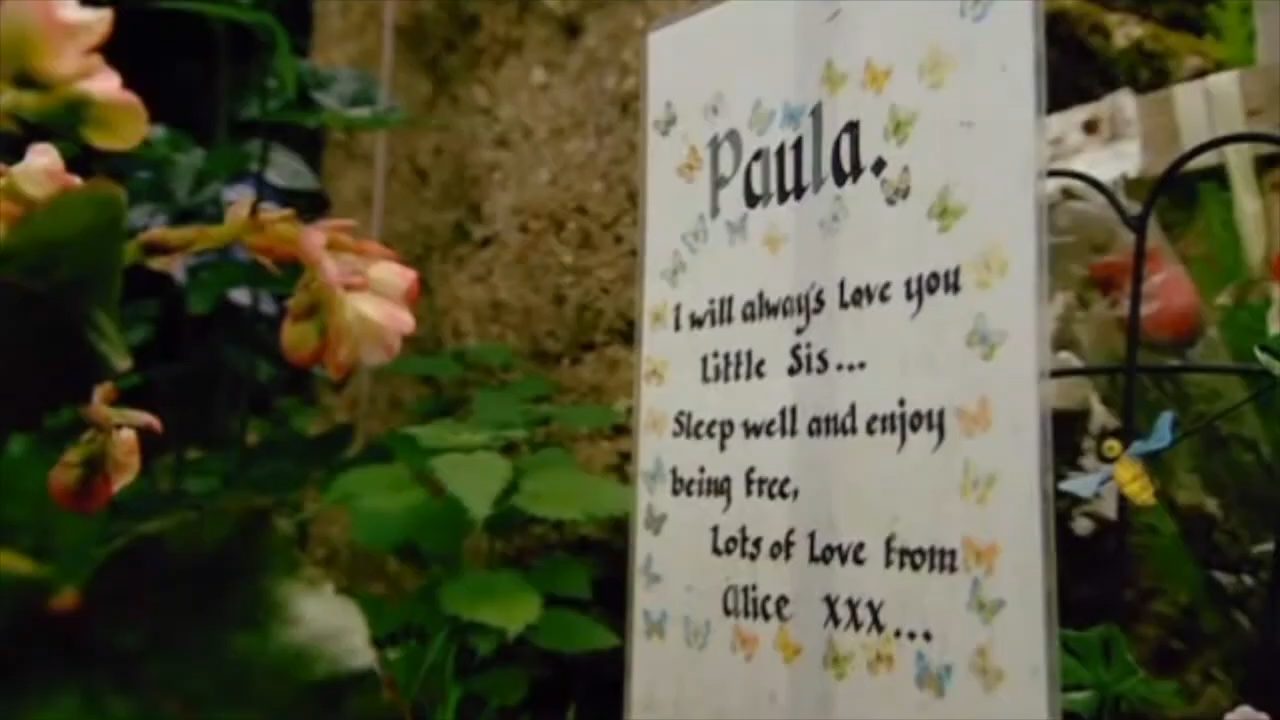 Paula.
I will always Love you
Little Sis...
Sleep well and enjoy
being free,
Lots of Love from
Alice xxx...